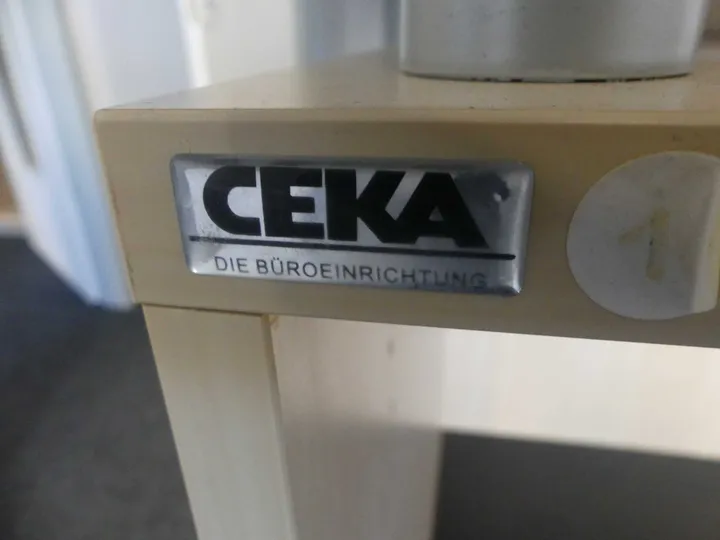 CEKA
DIE BÜROEINRICHTUNG
1